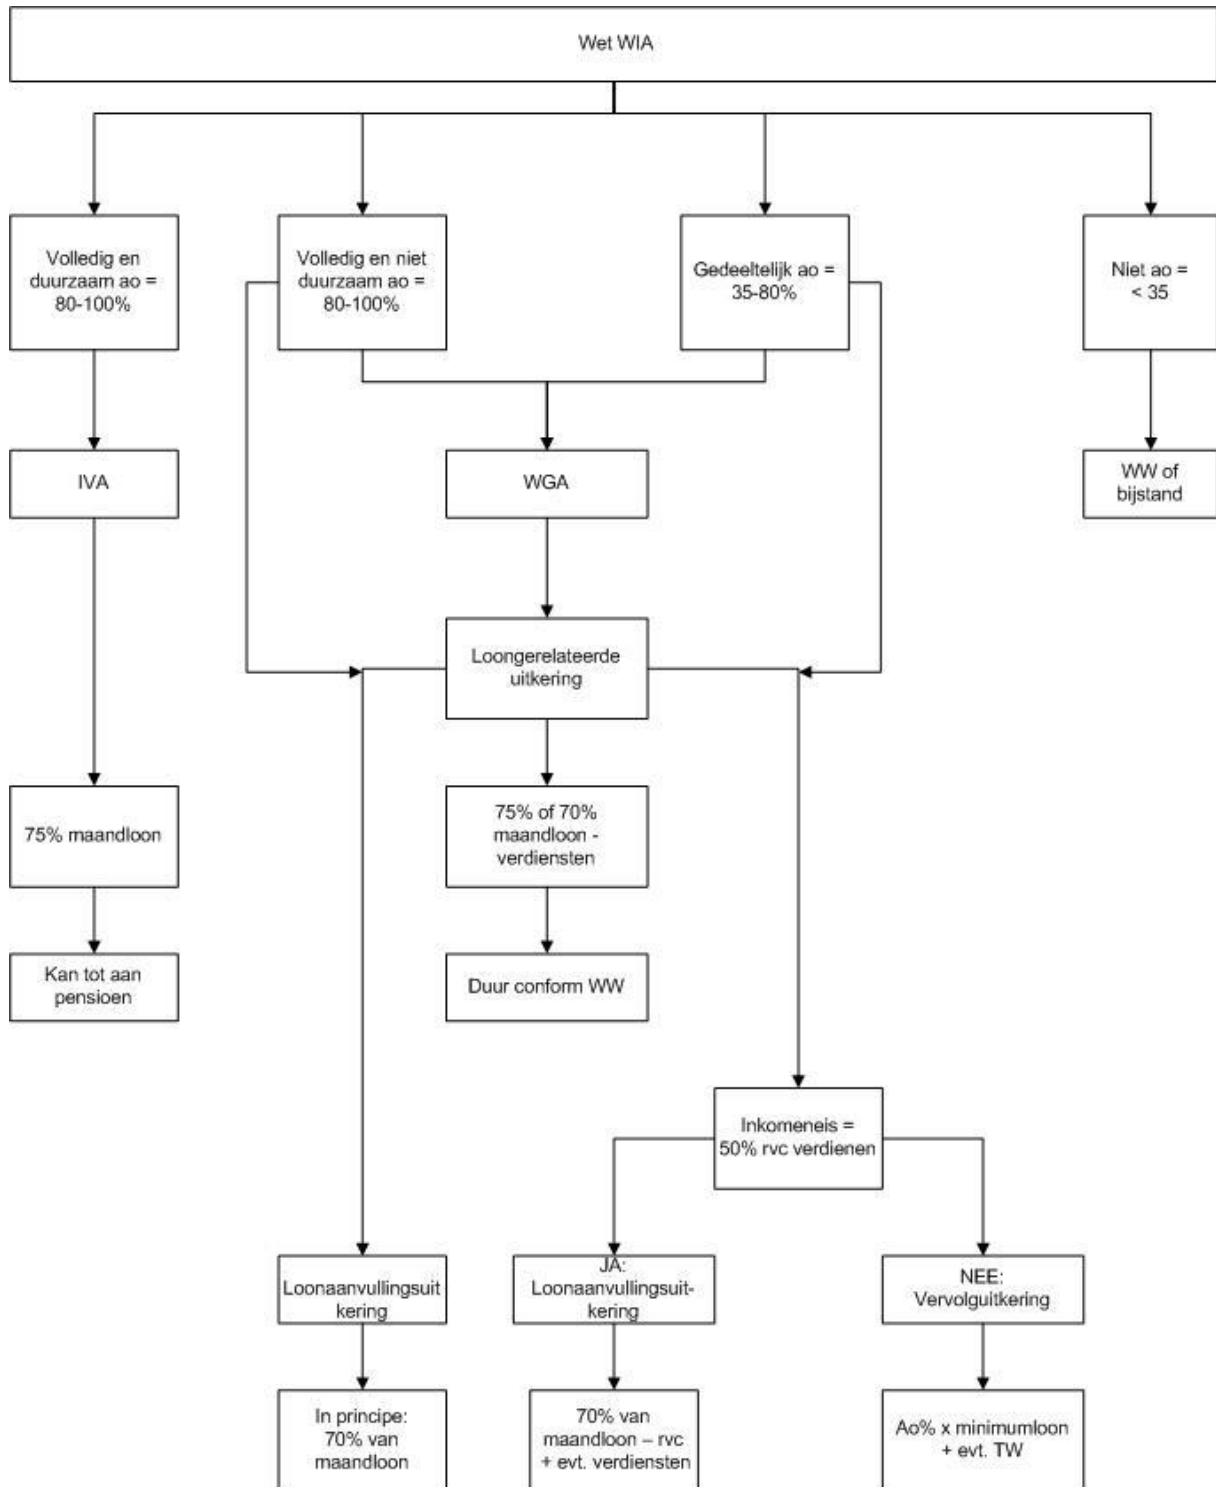 Wet WIA
Volledig en
duurzaam ao =
80-100%
Volledig en niet
duurzaam ao =
80-100%
Gedeeltelijk ao =
35-80%
Niet ao =
< 35
IVA
WGA
WW of
bijstand
Loongerelateerde
uitkering
75% maandloon
75% of 70%
maandloon -
verdiensten
Kan tot aan
pensioen
Duur conform WW
Inkomeneis =
50% rvc verdienen
Loonaanvullingsuit
kering
JA:
Loonaanvullingsuit-
kering
NEE:
Vervolguitkering
In principe:
70% van
maandloon
70% van
maandloon – rvc
+ evt. verdiensten
Ao% x minimumloon
+ evt. TW